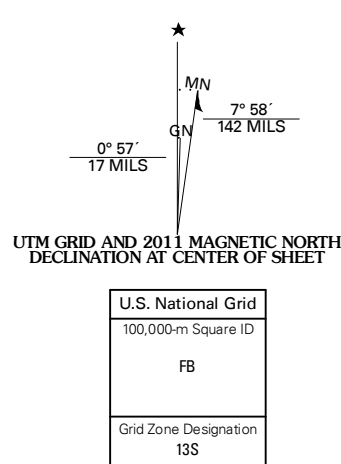 ★
MN
GN
7° 58´
142 MILS
0° 57´
17 MILS
UTM GRID AND 2011 MAGNETIC NORTH
DECLINATION AT CENTER OF SHEET
U.S. National Grid
100,000-m Square ID
FB
Grid Zone Designation
13S